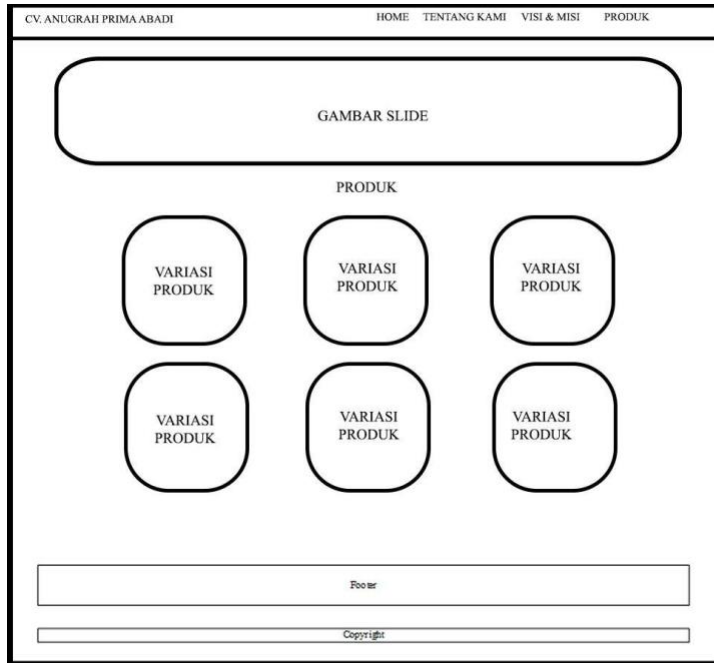 CV. ANUGRAH PRIMA ABADI
HOME TENTANG KAMI VISI & MISI PRODUK
GAMBAR SLIDE
PRODUK
VARIASI
PRODUK
VARIASI
PRODUK
VARIASI
PRODUK
VARIASI
PRODUK
VARIASI
PRODUK
VARIASI
PRODUK
Footer
Copyright